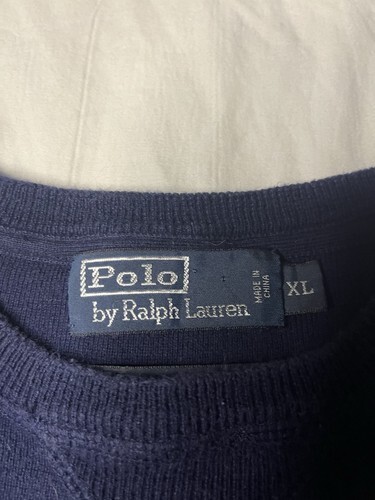 Polo
by Ralph Lauren
MADE IN
CHINA
XL